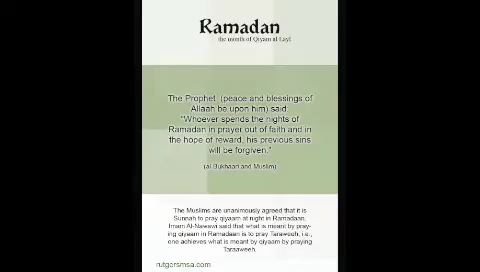 Ramadan
the month of Qiyam al Layl
The Prophet (peace and blessings of
Allaah be upon him) said:
"Whoever spends the nights of
Ramadan in prayer out of faith and in
the hope of reward, his previous sins
will be forgiven."
(al Bukhaari and Muslim)
The Muslims are unanimously agreed that it is
Sunnah to pray qiyaam at night in Ramadaan.
Imam Al-Nawawi said that what is meant by pray-
ing qiyaam in Ramadaan is to pray Taraweeh, i.e.,
one achieves what is meant by qiyaam by praying
Taraaweeh.
rutgersmsa.com